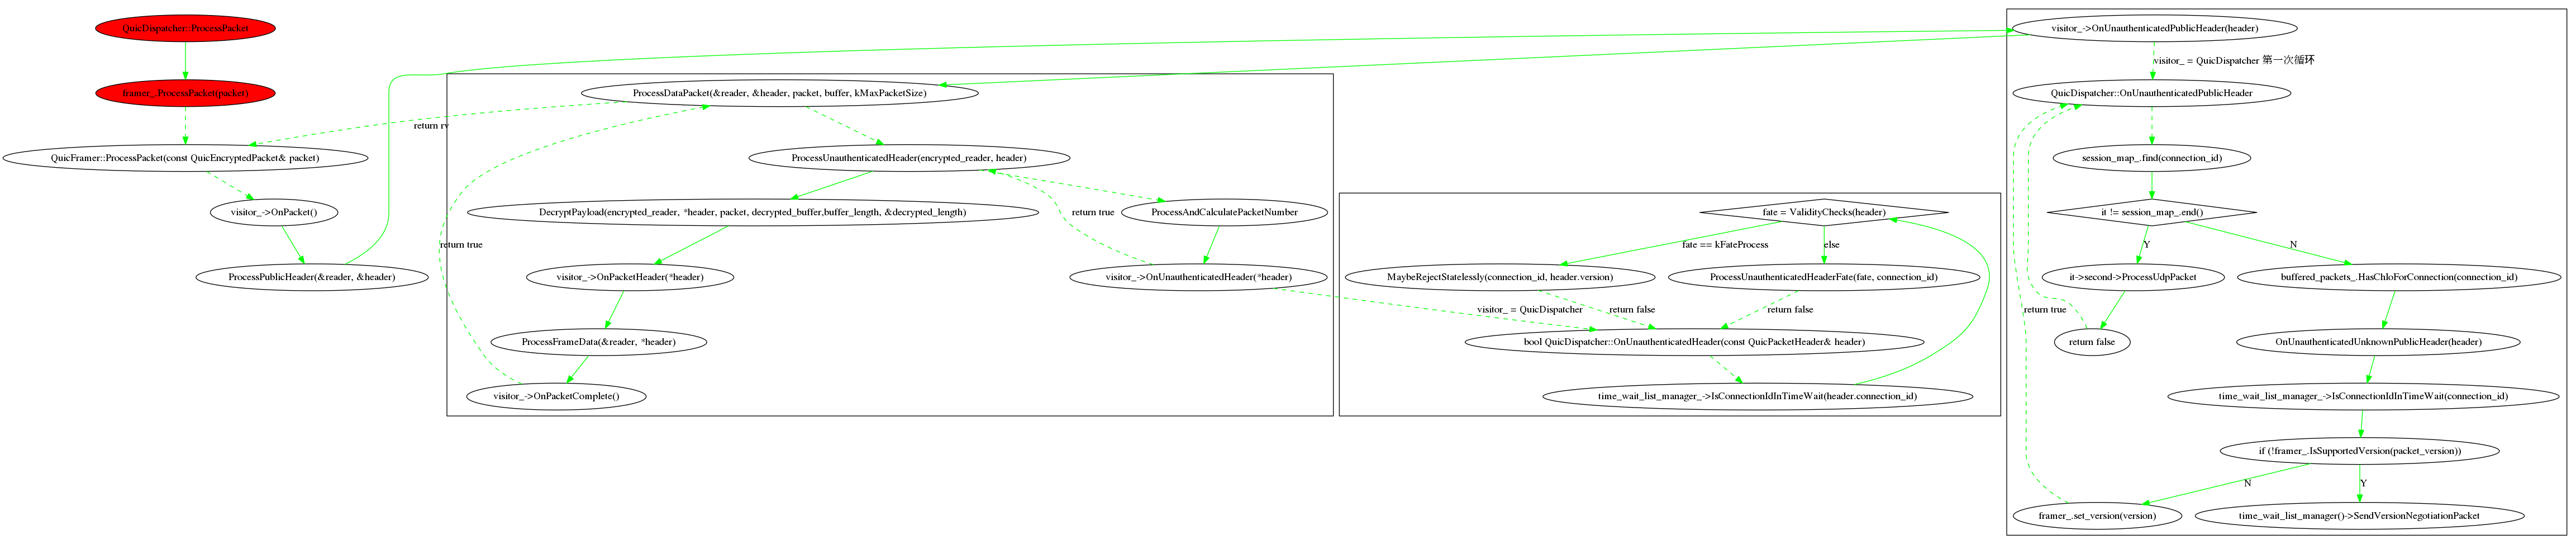 QuicDispatcher::ProcessPacket
framer_.ProcessPacket(packet)
QuicFramer::ProcessPacket(const QuicEncryptedPacket& packet)
visitor_->OnPacket()
ProcessPublicHeader(&reader, &header)
return rv
ProcessDataPacket(&reader, &header, packet, buffer, kMaxPacketSize)
ProcessUnauthenticatedHeader(encrypted_reader, header)
DecryptPayload(encrypted_reader, *header, packet, decrypted_buffer,buffer_length, &decrypted_length)
return true
ProcessAndCalculatePacketNumber
return true
visitor_->OnPacketHeader(*header)
visitor_->OnUnauthenticatedHeader(*header)
ProcessFrameData(&reader, *header)
visitor_->OnPacketComplete()
visitor_ = QuicDispatcher
fate = ValidityChecks(header)
fate == kFateProcess
else
MaybeRejectStatelessly(connection_id, header.version)
ProcessUnauthenticatedHeaderFate(fate, connection_id)
return false
return false
bool QuicDispatcher::OnUnauthenticatedHeader(const QuicPacketHeader& header)
time_wait_list_manager_->IsConnectionIdInTimeWait(header.connection_id)
visitor_->OnUnauthenticatedPublicHeader(header)
visitor_ = QuicDispatcher 第一次循环
QuicDispatcher::OnUnauthenticatedPublicHeader
session_map_.find(connection_id)
it != session_map_.end()
Y
N
it->second->ProcessUdpPacket
buffered_packets_.HasChloForConnection(connection_id)
return true
return false
OnUnauthenticatedUnknownPublicHeader(header)
time_wait_list_manager_->IsConnectionIdInTimeWait(connection_id)
if (!framer_.IsSupportedVersion(packet_version))
N
Y
framer_.set_version(version)
time_wait_list_manager()->SendVersionNegotiationPacket